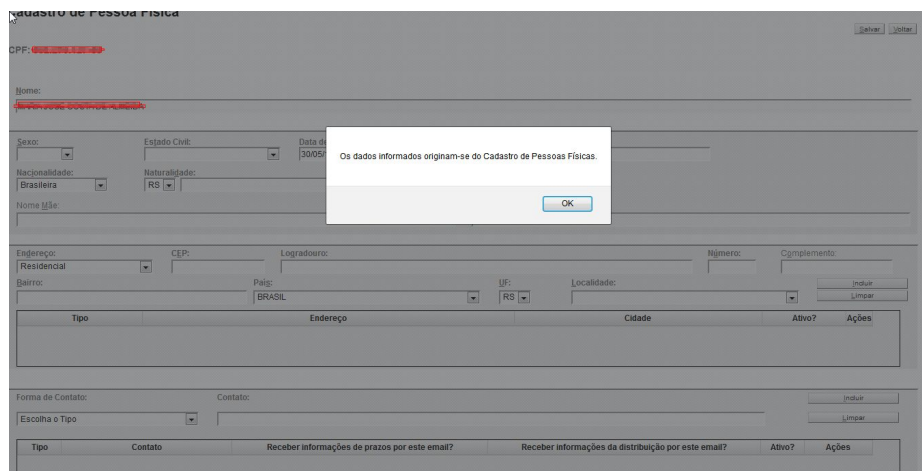 Cadastro de Pessoa Física
Salvar Voltar
CPF:
Nome:
Sexo: Estado Civil: Data de
30/05/
Nacionalidade: Naturalidade:
Brasileira RS
Nome Mãe:
Os dados informados originam-se do Cadastro de Pessoas Físicas.
OK
Endereço: CEP: Logradouro: Número: Complemento:
Residencial
Bairro: País: UF: Localidade: Incluir
BRASIL RS Limpar
Tipo Endereço Cidade Ativo? Ações
Forma de Contato: Contato: Incluir
Escolha o Tipo Limpar
Tipo Contato Receber informações de prazos por este email? Receber informações da distribuição por este email? Ativo? Ações